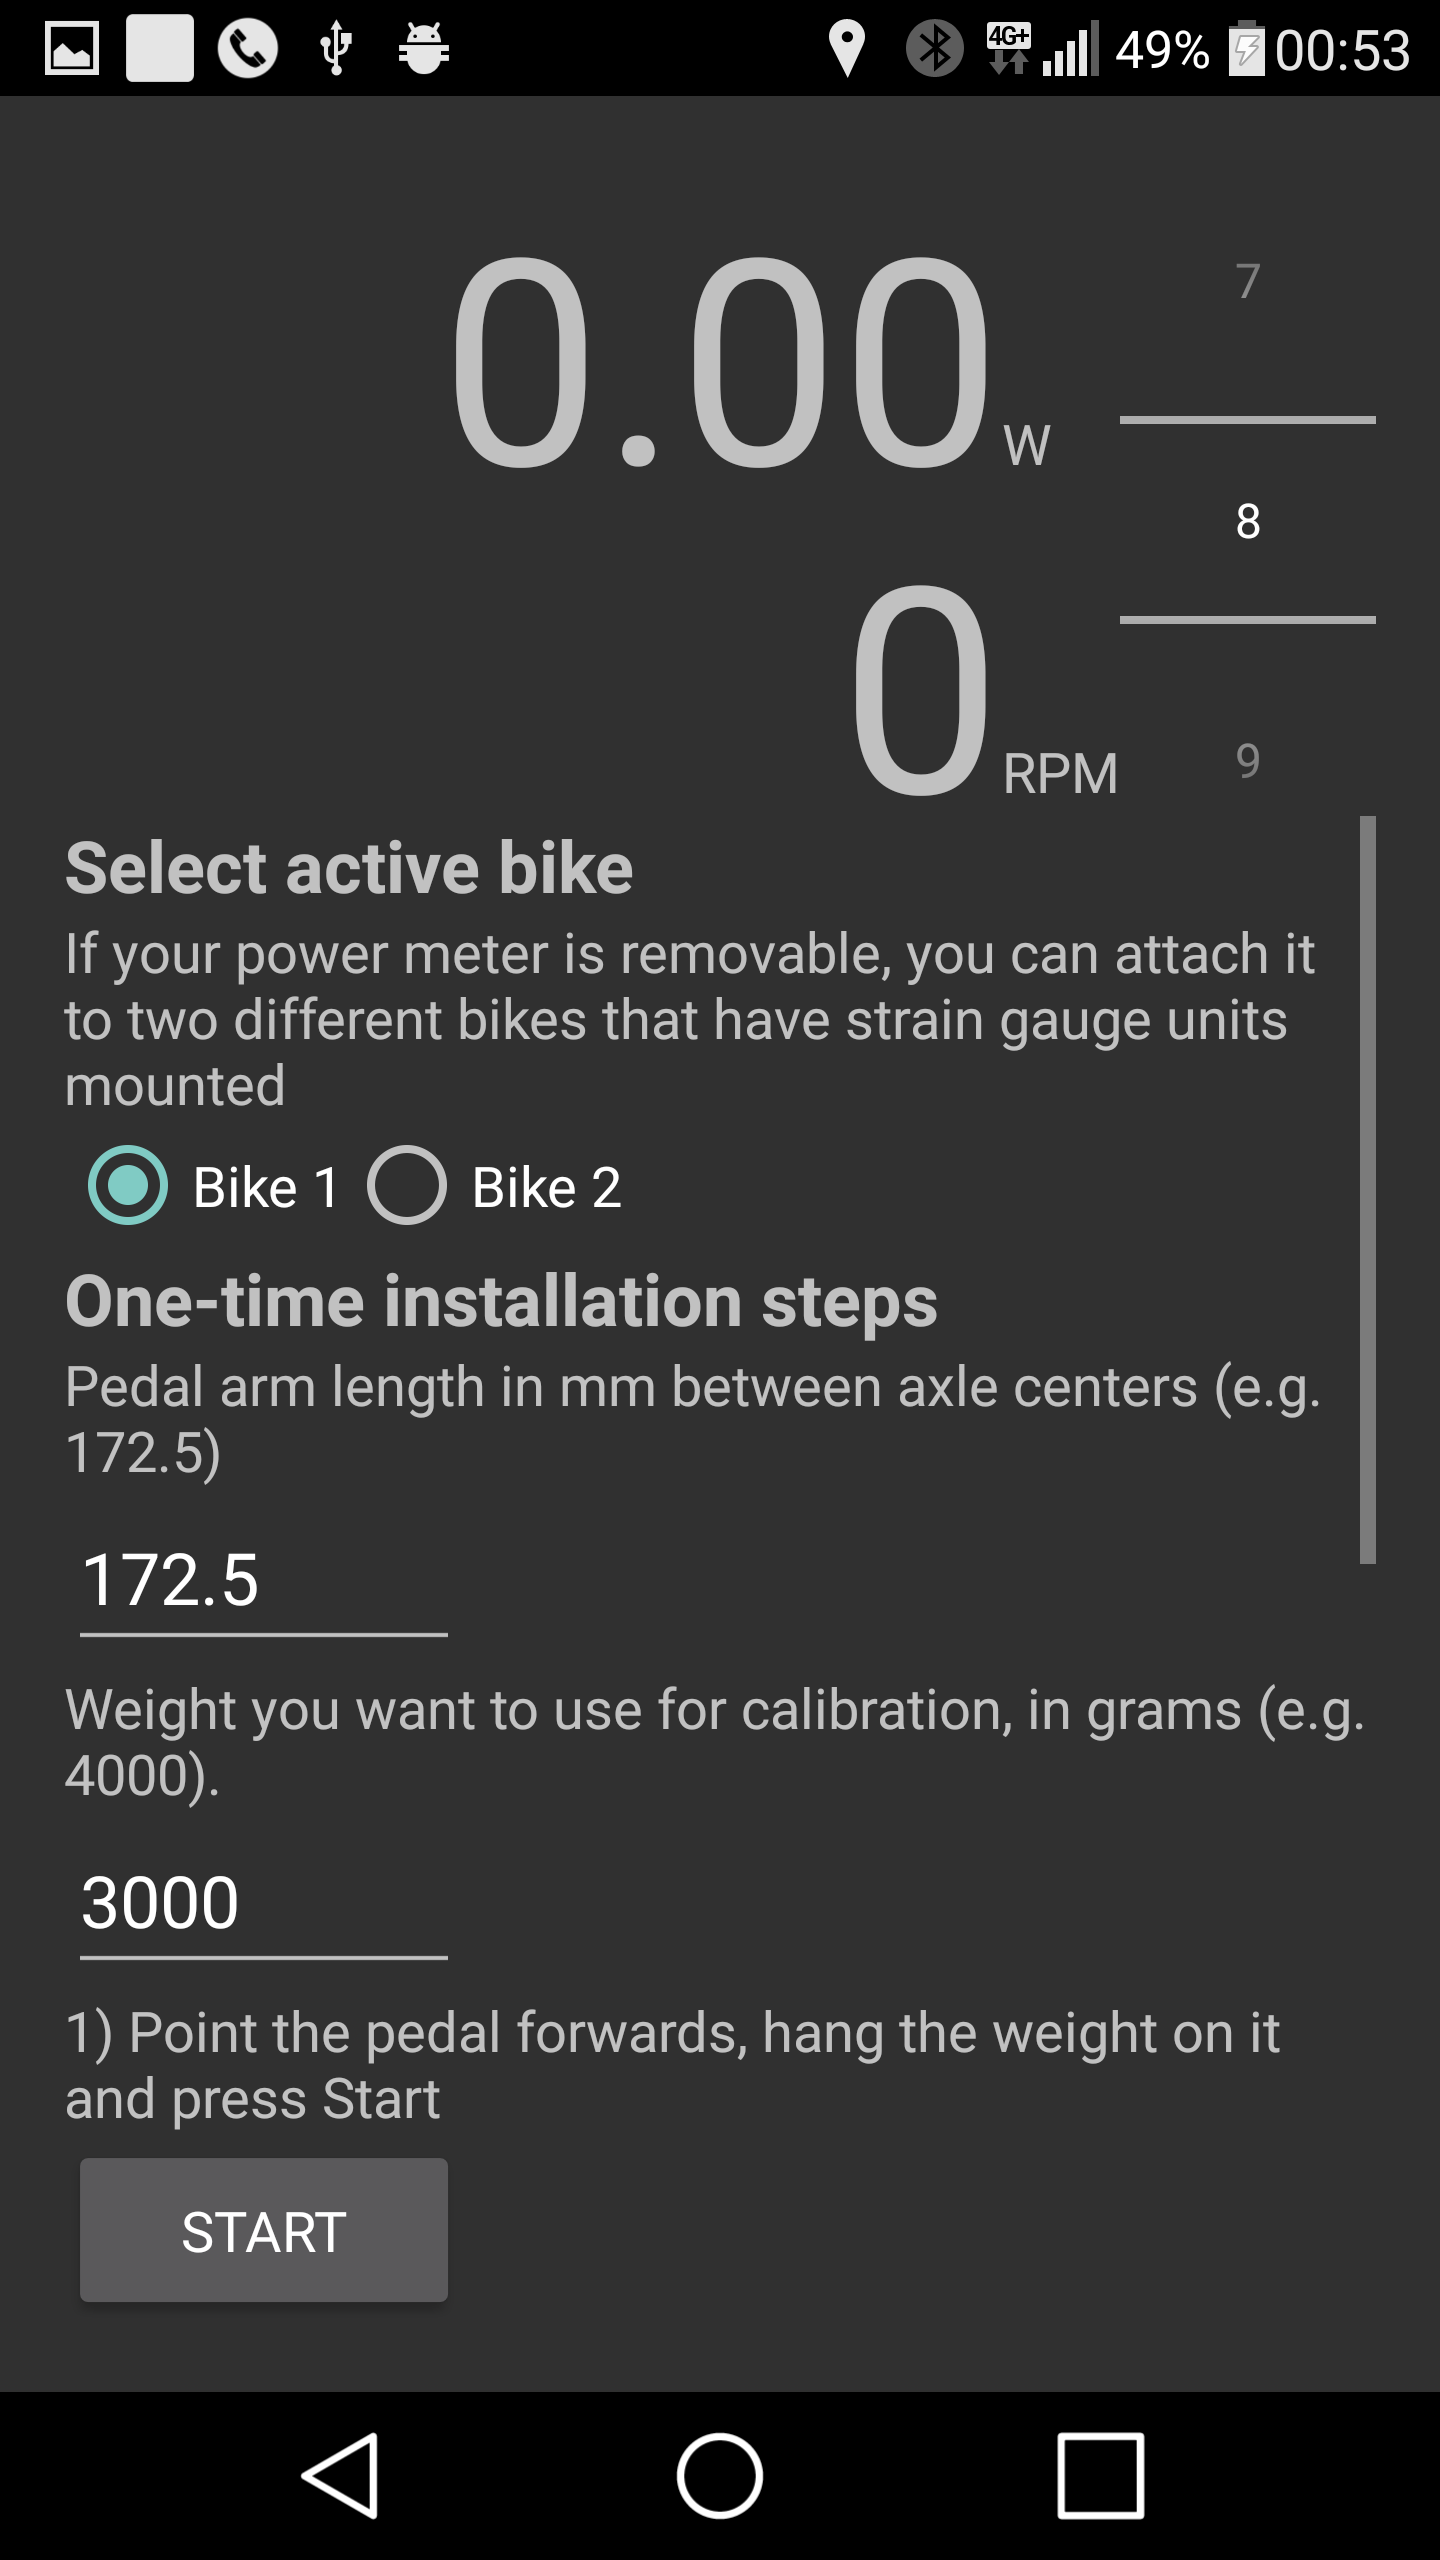 4G+ 49% 00:53
7
0.00 W
8
0 RPM
9
Select active bike
If your power meter is removable, you can attach it
to two different bikes that have strain gauge units
mounted
Bike 1 Bike 2
One-time installation steps
Pedal arm length in mm between axle centers (e.g.
172.5)
172.5
Weight you want to use for calibration, in grams (e.g.
4000).
3000
1) Point the pedal forwards, hang the weight on it
and press Start
START